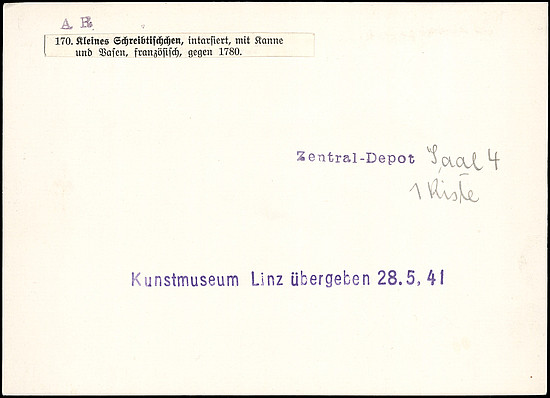 A R.
170. Kleines Schreibtischchen, intarsiert, mit Kanne
und Vasen, französisch, gegen 1780.
Zentral-Depot Saal 4
1 Kiste
Kunstmuseum Linz übergeben 28.5,41